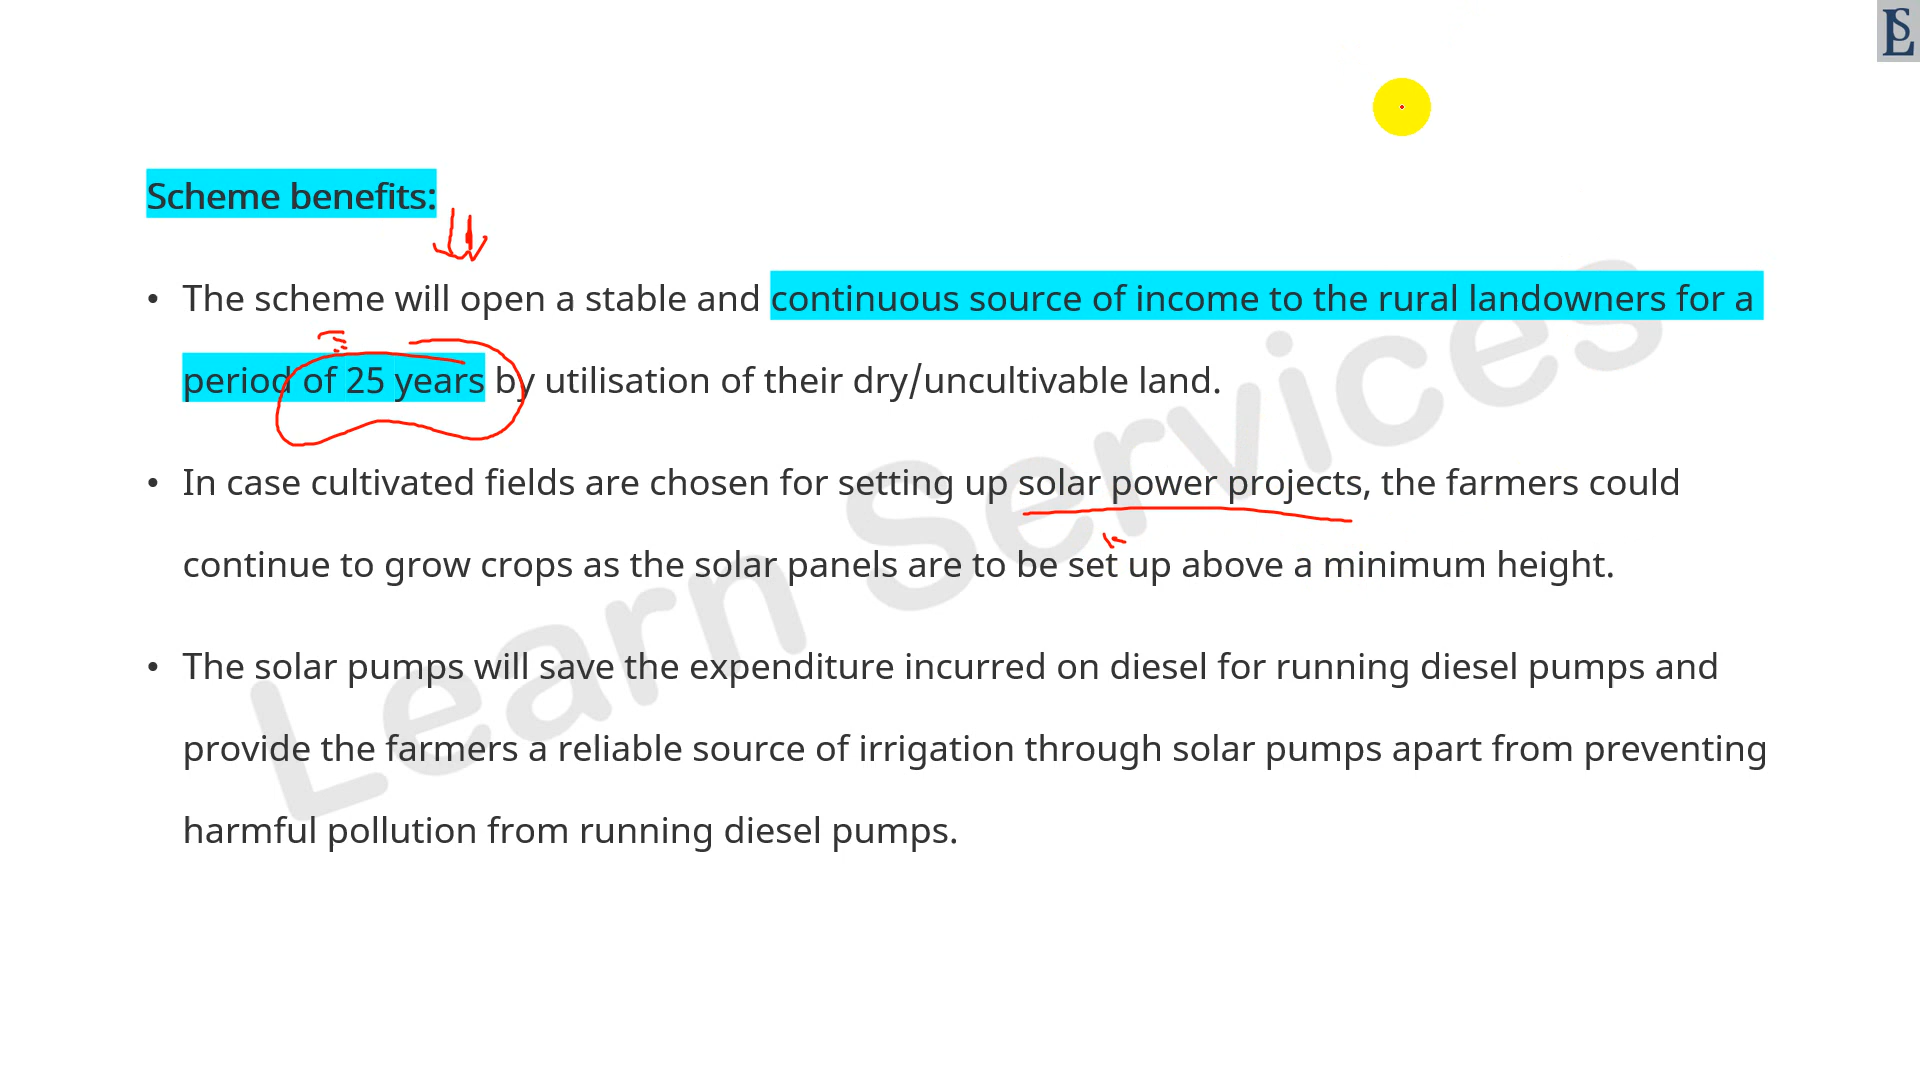 LS
Scheme benefits:
• The scheme will open a stable and continuous source of income to the rural landowners for a
period of 25 years by utilisation of their dry/uncultivable land.
• In case cultivated fields are chosen for setting up solar power projects, the farmers could
continue to grow crops as the solar panels are to be set up above a minimum height.
• The solar pumps will save the expenditure incurred on diesel for running diesel pumps and
provide the farmers a reliable source of irrigation through solar pumps apart from preventing
harmful pollution from running diesel pumps.
Learn Services